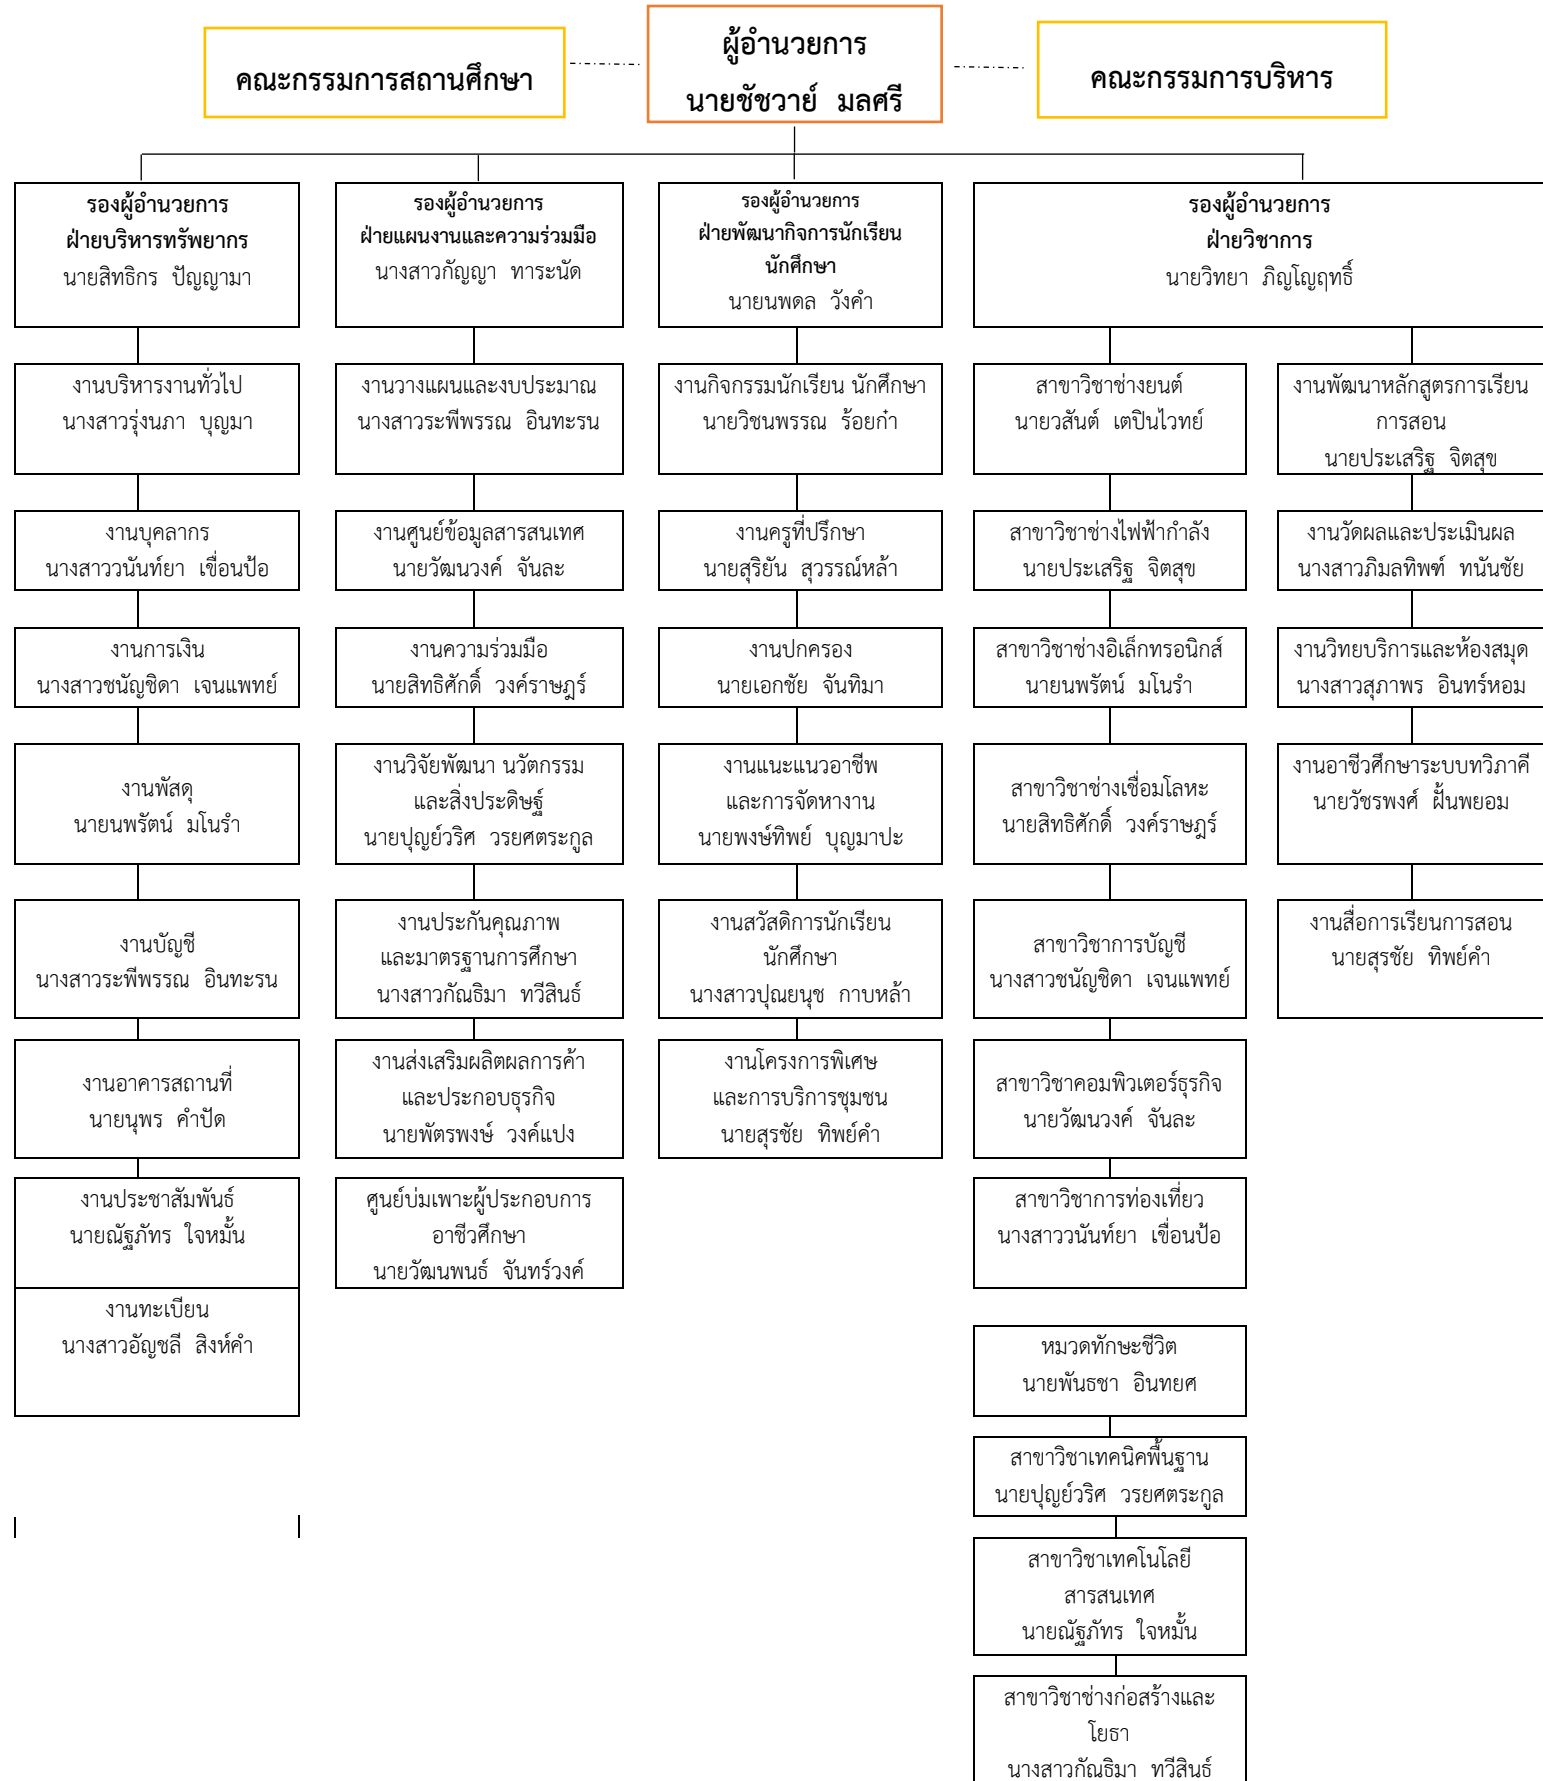 คณะกรรมการสถานศึกษา
ผู้อำนวยการ
นายชัชวาย์ มลศรี
คณะกรรมการบริหาร
รองผู้อำนวยการ
ฝ่ายบริหารทรัพยากร
นายสิทธิกร ปัญญามา
รองผู้อำนวยการ
ฝ่ายแผนงานและความร่วมมือ
นางสาวกัญญา ทาระนัด
รองผู้อำนวยการ
ฝ่ายพัฒนากิจการนักเรียน
นักศึกษา
นายนพดล วังคำ
รองผู้อำนวยการ
ฝ่ายวิชาการ
นายวิทยา ภิญโญฤทธิ์
งานบริหารงานทั่วไป
นางสาวรุ่งนภา บุญมา
งานบุคลากร
นางสาววนันท์ยา เขื่อนป้อ
งานการเงิน
นางสาวชนัญชิดา เจนแพทย์
งานพัสดุ
นายนพรัตน์ มโนรำ
งานบัญชี
นางสาวระพีพรรณ อินทะรน
งานอาคารสถานที่
นายนุพร คำปัด
งานประชาสัมพันธ์
นายณัฐภัทร ใจหมั้น
งานทะเบียน
นางสาวอัญชลี สิงห์คำ
งานวางแผนและงบประมาณ
นางสาวระพีพรรณ อินทะรน
งานศูนย์ข้อมูลสารสนเทศ
นายวัฒนวงค์ จันละ
งานความร่วมมือ
นายสิทธิศักดิ์ วงค์ราษฎร์
งานวิจัยพัฒนา นวัตกรรม
และสิ่งประดิษฐ์
นายปุญย์วริศ วรยศตระกูล
งานประกันคุณภาพ
และมาตรฐานการศึกษา
นางสาวกัณธิมา ทวีสินธ์
งานส่งเสริมผลิตผลการค้า
และประกอบธุรกิจ
นายพัตรพงษ์ วงค์แปง
ศูนย์บ่มเพาะผู้ประกอบการ
อาชีวศึกษา
นายวัฒนพนธ์ จันทร์วงค์
งานกิจกรรมนักเรียน นักศึกษา
นายวิชนพรรณ ร้อยก๋า
งานครูที่ปรึกษา
นายสุริยัน สุวรรณ์หล้า
งานปกครอง
นายเอกชัย จันทิมา
งานแนะแนวอาชีพ
และการจัดหางาน
นายพงษ์ทิพย์ บุญมาปะ
งานสวัสดิการนักเรียน
นักศึกษา
นางสาวปุณยนุช กาบหล้า
งานโครงการพิเศษ
และการบริการชุมชน
นายสุรชัย ทิพย์คำ
สาขาวิชาช่างยนต์
นายวสันต์ เตปินไวทย์
สาขาวิชาช่างไฟฟ้ากำลัง
นายประเสริฐ จิตสุข
สาขาวิชาช่างอิเล็กทรอนิกส์
นายนพรัตน์ มโนรำ
สาขาวิชาช่างเชื่อมโลหะ
นายสิทธิศักดิ์ วงค์ราษฎร์
สาขาวิชาการบัญชี
นางสาวชนัญชิดา เจนแพทย์
สาขาวิชาคอมพิวเตอร์ธุรกิจ
นายวัฒนวงค์ จันละ
สาขาวิชาการท่องเที่ยว
นางสาววนันท์ยา เขื่อนป้อ
หมวดทักษะชีวิต
นายพันธชา อินทยศ
สาขาวิชาเทคนิคพื้นฐาน
นายปุญย์วริศ วรยศตระกูล
สาขาวิชาเทคโนโลยี
สารสนเทศ
นายณัฐภัทร ใจหมั้น
สาขาวิชาช่างก่อสร้างและ
โยธา
นางสาวกัณธิมา ทวีสินธ์
งานพัฒนาหลักสูตรการเรียน
การสอน
นายประเสริฐ จิตสุข
งานวัดผลและประเมินผล
นางสาวภิมลทิพฑ์ ทนันชัย
งานวิทยบริการและห้องสมุด
นางสาวสุภาพร อินทร์หอม
งานอาชีวศึกษาระบบทวิภาคี
นายวัชรพงศ์ ฝั้นพยอม
งานสื่อการเรียนการสอน
นายสุรชัย ทิพย์คำ